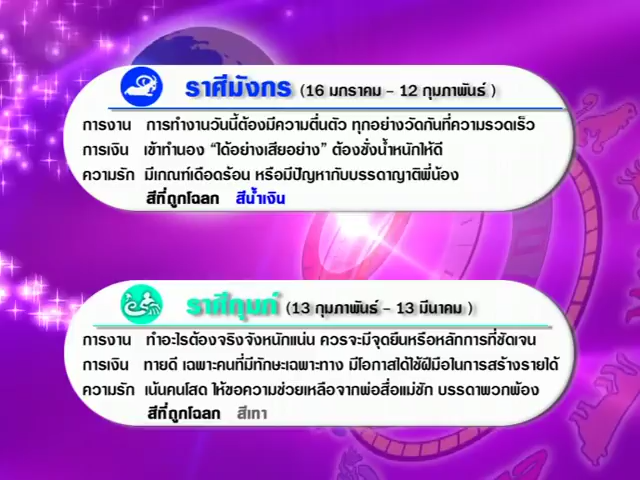 ราศีมังกร (16 มกราคม - 12 กุมภาพันธ์ )
การงาน การทำงานวันนี้ต้องมีความตื่นตัว ทุกอย่างวัดกันที่ความรวดเร็ว
การเงิน เข้าทำนอง "ได้อย่างเสียอย่าง" ต้องชั่งน้ำหนักให้ดี
ความรัก มีเกณฑ์เดือดร้อน หรือมีปัญหากับบรรดาญาติพี่น้อง
สีที่ถูกโฉลก สีน้ำเงิน
ราศีกุมภ์ (13 กุมภาพันธ์ - 13 มีนาคม )
การงาน ทำอะไรต้องจริงจังหนักแน่น ควรจะมีจุดยืนหรือหลักการที่ชัดเจน
การเงิน ทายดี เฉพาะคนที่มีทักษะเฉพาะทาง มีโอกาสได้ใช้ฝีมือในการสร้างรายได้
ความรัก เน้นคนโสด ให้ขอความช่วยเหลือจากพ่อสื่อแม่ชัก บรรดาพวกพ้อง
สีที่ถูกโฉลก สีเทา